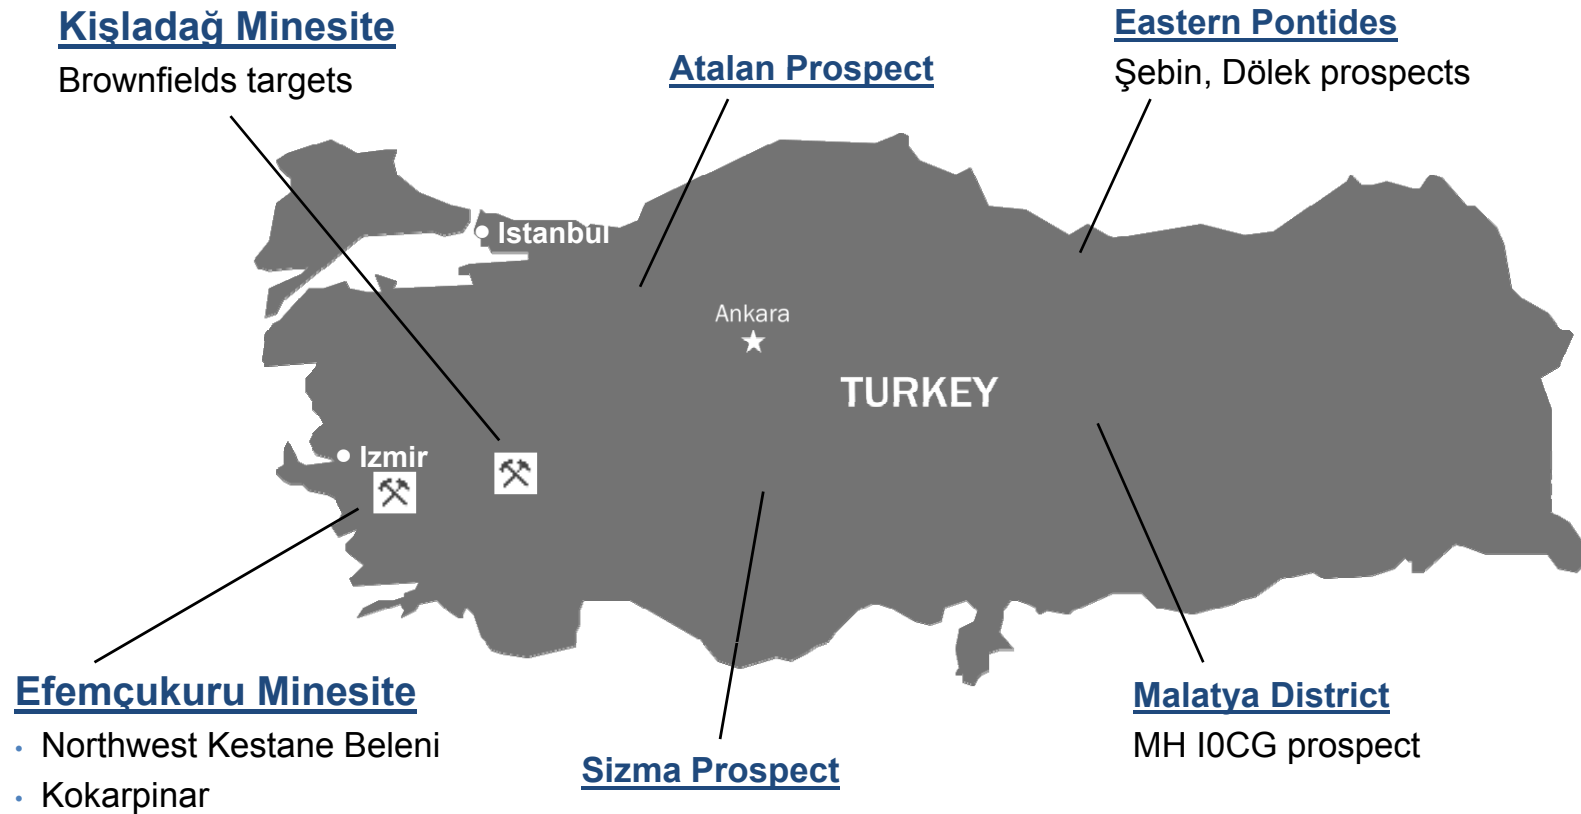 Kişladağ Minesite
Brownfields targets
Atalan Prospect
Eastern Pontides
Şebin, Dölek prospects
Istanbul
Ankara
TURKEY
Izmir
Efemçukuru Minesite
• Northwest Kestane Beleni
• Kokarpinar
Sizma Prospect
Malatya District
MH I0CG prospect